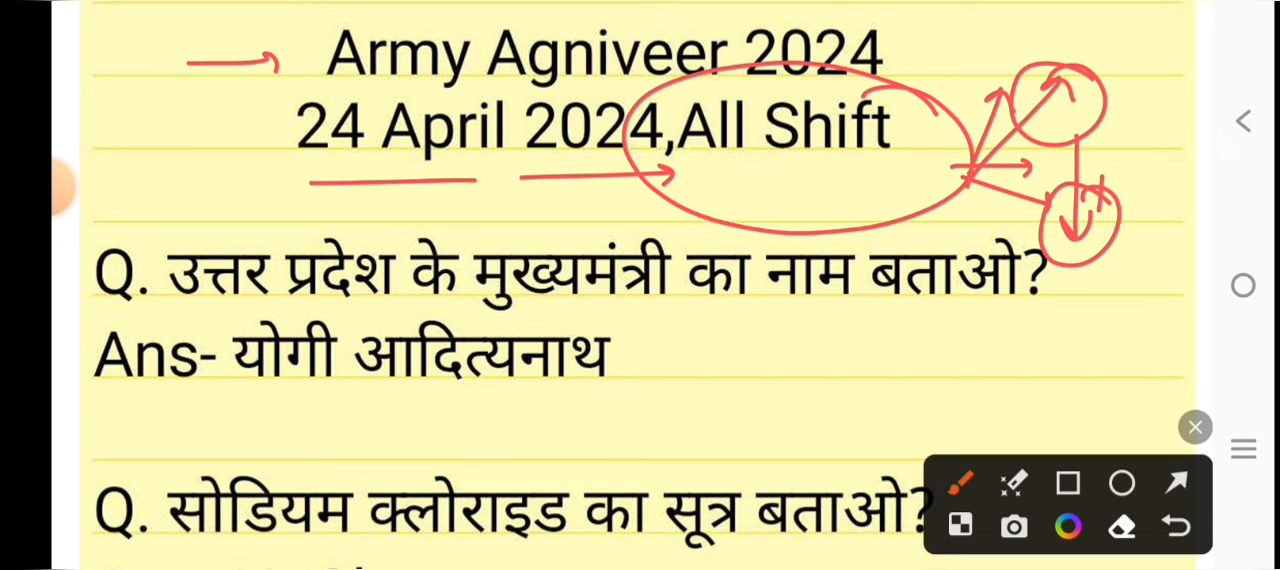 Army Agniveer 2024
24 April 2024,All Shift
Q. उत्तर प्रदेश के मुख्यमंत्री का नाम बताओ?
Ans- योगी आदित्यनाथ
Q. सोडियम क्लोराइड का सूत्र बताओ?